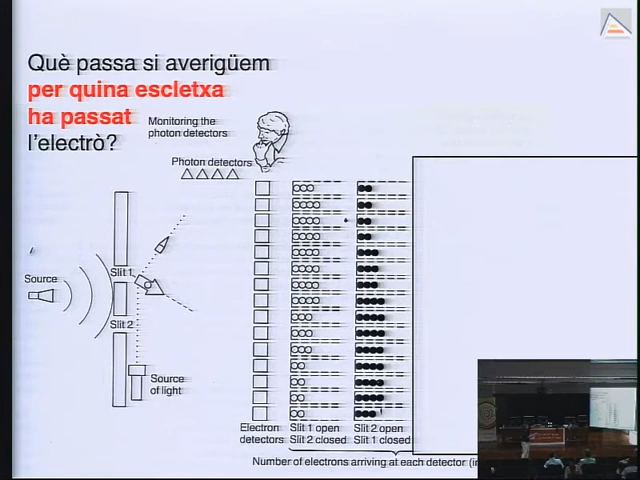 Què passa si averigüem
per quina escletxa
ha passat
l'electrò?
Monitoring the
photon detectors
Photon detectors
Source
Slit 1
Slit 2
Source
of light
Electron
detectors
Slit 1 open
Slit 2 closed
Slit 2 open
Slit 1 closed
Number of electrons arriving at each detector (in